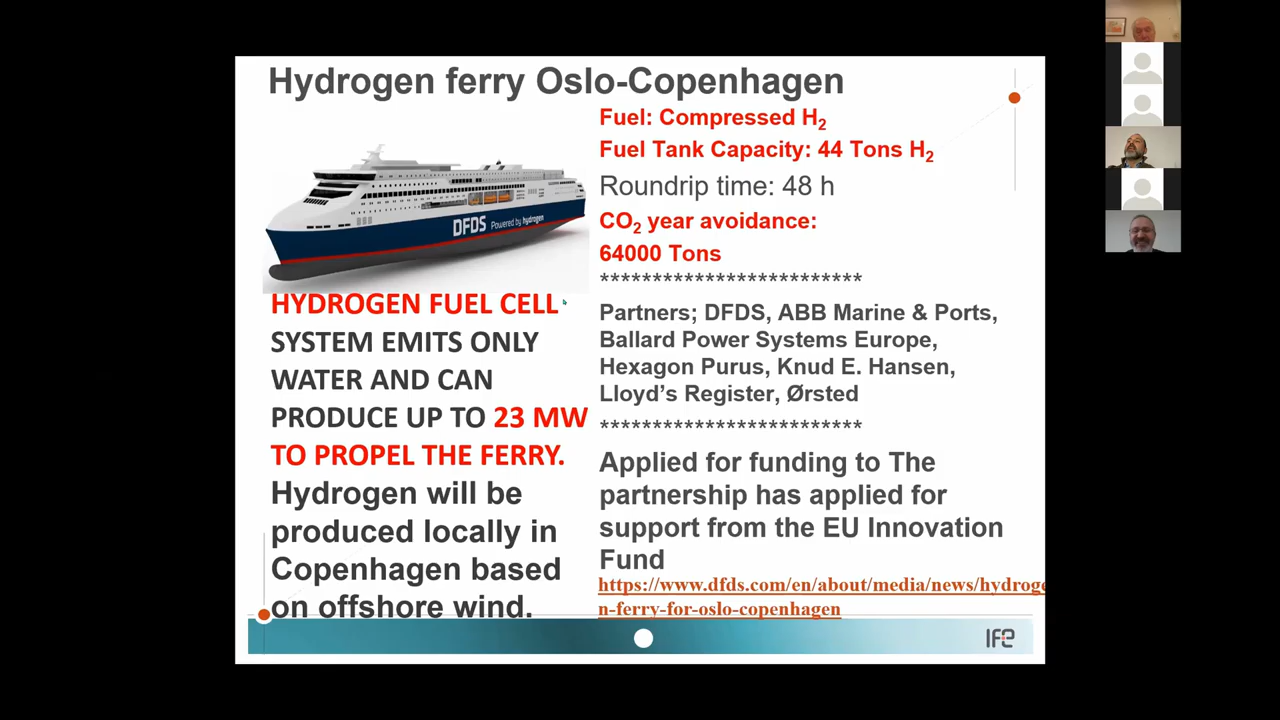 Hydrogen ferry Oslo-Copenhagen
DFDS Powered by hydrogen
HYDROGEN FUEL CELL
SYSTEM EMITS ONLY
WATER AND CAN
PRODUCE UP TO 23 MW
TO PROPEL THE FERRY.
Hydrogen will be
produced locally in
Copenhagen based
on offshore wind.
Fuel: Compressed H₂
Fuel Tank Capacity: 44 Tons H₂
Roundrip time: 48 h
CO₂ year avoidance:
64000 Tons
*************************
Partners; DFDS, ABB Marine & Ports,
Ballard Power Systems Europe,
Hexagon Purus, Knud E. Hansen,
Lloyd's Register, Ørsted
*************************
Applied for funding to The
partnership has applied for
support from the EU Innovation
Fund
https://www.dfds.com/en/about/media/news/hydroge
n-ferry-for-oslo-copenhagen
IFE